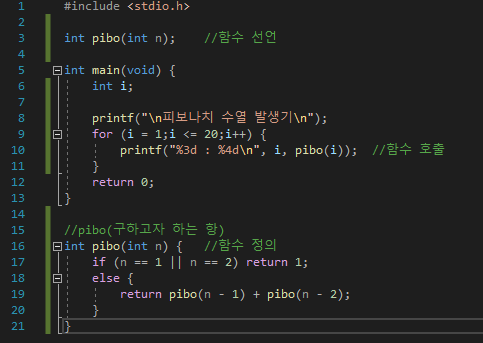 1 #include <stdio.h>
2
3 int pibo(int n);    //함수 선언
4
5 int main(void) {
6     int i;
7
8     printf("\n피보나치 수열 발생기\n");
9     for (i = 1;i <= 20;i++) {
10         printf("%3d : %4d\n", i, pibo(i));  //함수 호출
11     }
12     return 0;
13 }
14
15 //pibo(구하고자 하는 항)
16 int pibo(int n) {   //함수 정의
17     if (n == 1 || n == 2) return 1;
18     else {
19         return pibo(n - 1) + pibo(n - 2);
20     }
21 }